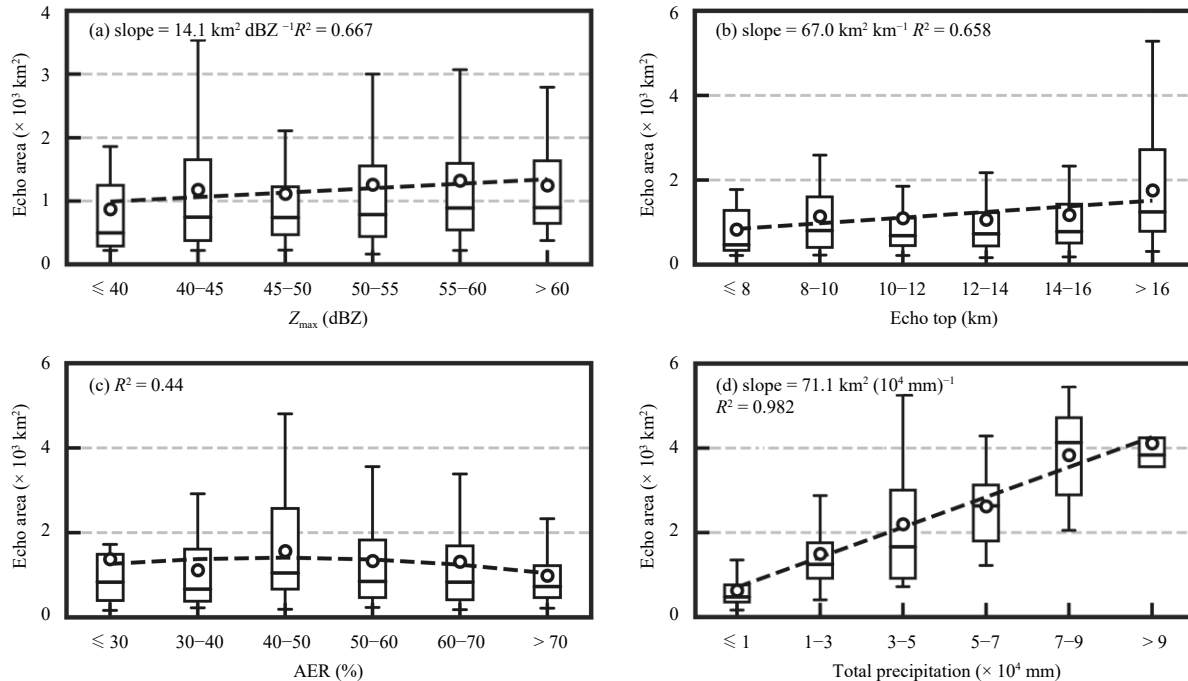 (a) slope = 14.1 km² dBZ ⁻¹R² = 0.667
Echo area (× 10³ km²)
4
3
2
1
0
⩽ 40 40−45 45−50 50−55 55−60 > 60
Zmax (dBZ)
(b) slope = 67.0 km² km⁻¹ R² = 0.658
Echo area (× 10³ km²)
6
4
2
0
⩽ 8 8−10 10−12 12−14 14−16 > 16
Echo top (km)
(c) R² = 0.44
Echo area (× 10³ km²)
6
4
2
0
⩽ 30 30−40 40−50 50−60 60−70 > 70
AER (%)
(d) slope = 71.1 km² (10⁴ mm)⁻¹
R² = 0.982
Echo area (× 10³ km²)
6
4
2
0
⩽ 1 1−3 3−5 5−7 7−9 > 9
Total precipitation (× 10⁴ mm)